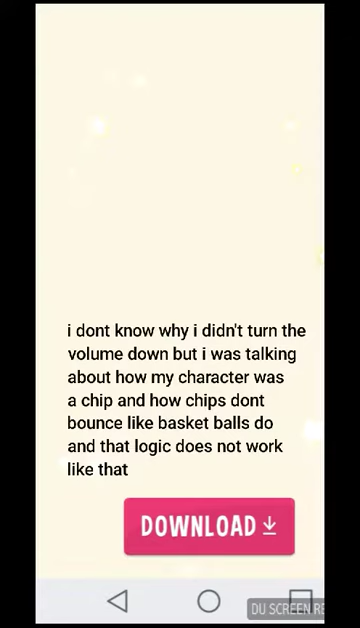 i dont know why i didn't turn the
volume down but i was talking
about how my character was
a chip and how chips dont
bounce like basket balls do
and that logic does not work
like that
DOWNLOAD
DU SCREEN RE